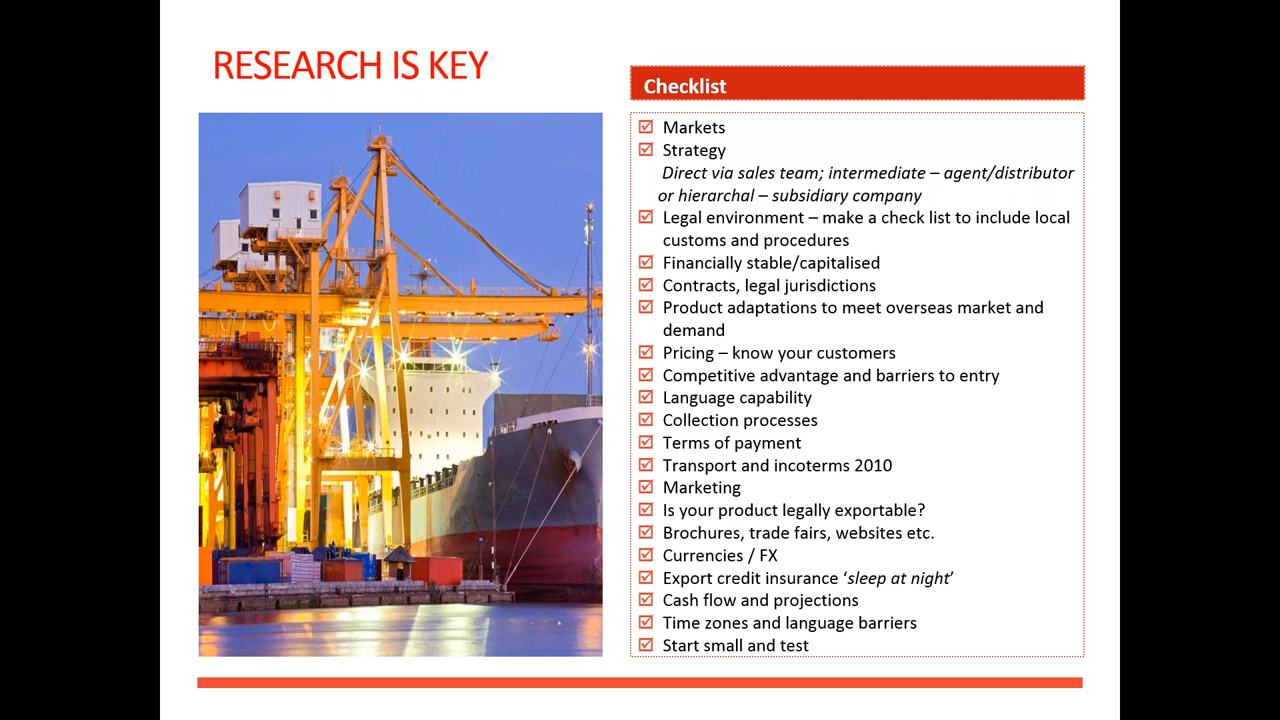 RESEARCH IS KEY
Checklist
Markets
Strategy
Direct via sales team; intermediate – agent/distributor
or hierarchal – subsidiary company
Legal environment – make a check list to include local
customs and procedures
Financially stable/capitalised
Contracts, legal jurisdictions
Product adaptations to meet overseas market and
demand
Pricing – know your customers
Competitive advantage and barriers to entry
Language capability
Collection processes
Terms of payment
Transport and incoterms 2010
Marketing
Is your product legally exportable?
Brochures, trade fairs, websites etc.
Currencies / FX
Export credit insurance ‘sleep at night’
Cash flow and projections
Time zones and language barriers
Start small and test